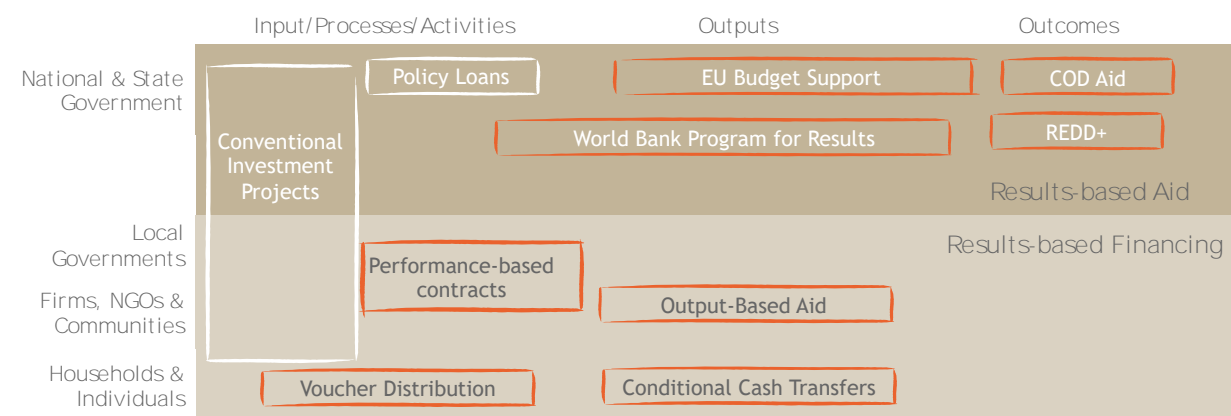 Input/Processes/Activities
Outputs
Outcomes
National & State
Government
Policy Loans
EU Budget Support
COD Aid
Conventional
Investment
Projects
World Bank Program for Results
REDD+
Results-based Aid
Local
Governments
Results-based Financing
Performance-based
contracts
Firms, NGOs &
Communities
Output-Based Aid
Households &
Individuals
Voucher Distribution
Conditional Cash Transfers